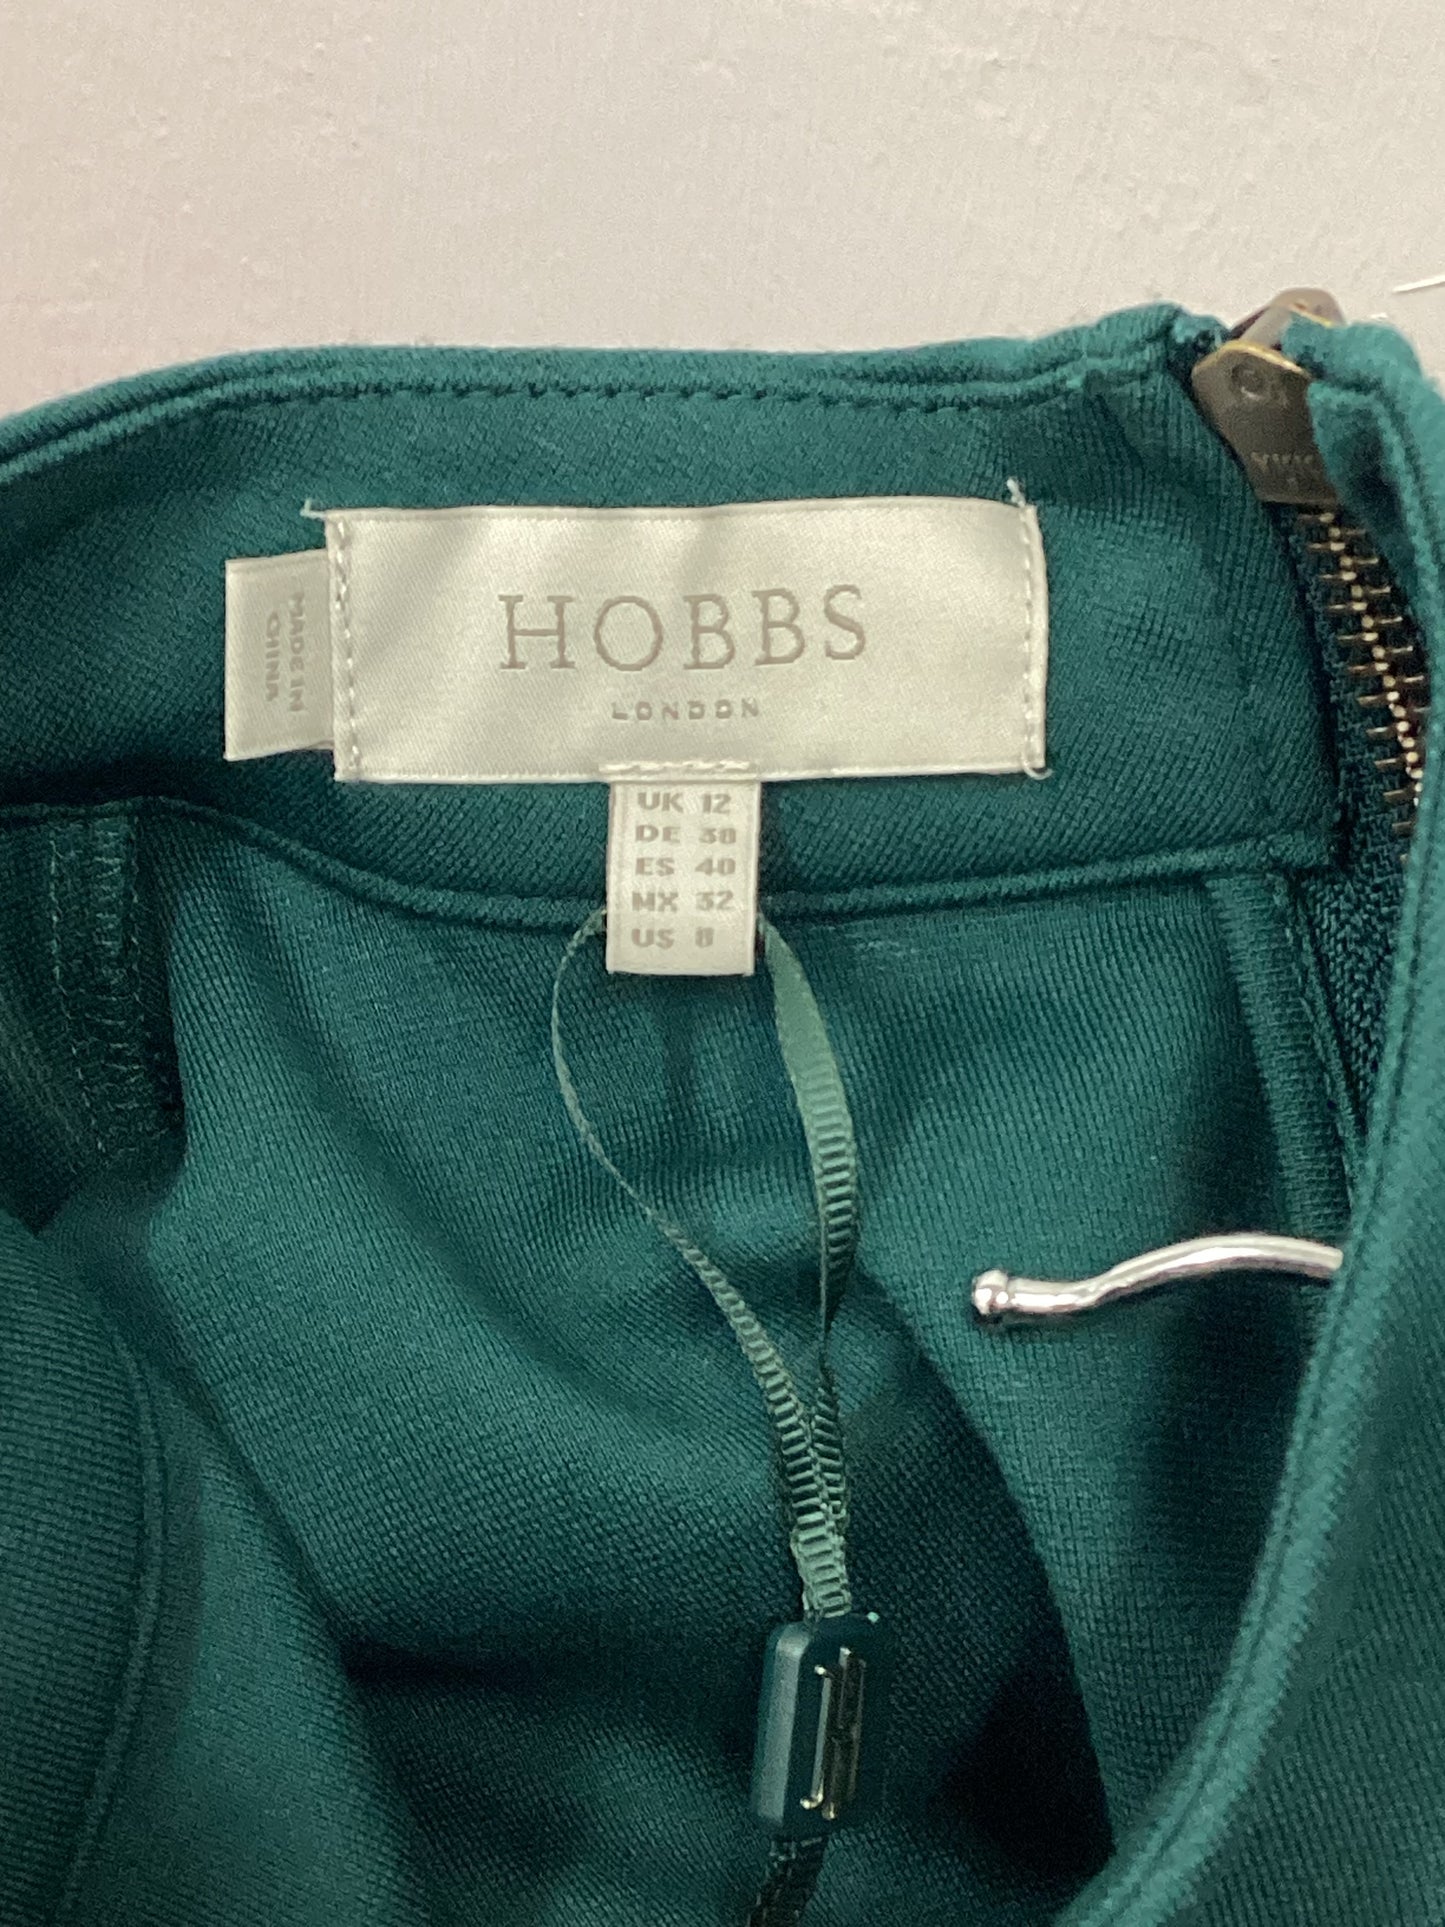 HOBBS
LONDON
MADE IN
CHINA
UK 12
DE 38
ES 40
MX 32
US 8